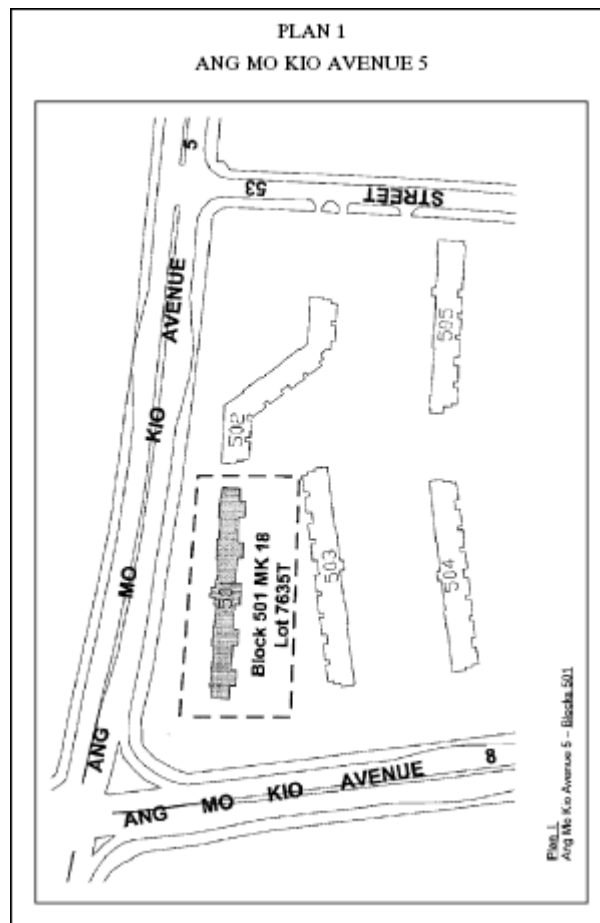 PLAN 1
ANG MO KIO AVENUE 5
ANG MO KIO AVENUE 5
STREET 53
502
505
501
Block 501 MK 18
Lot 7635T
503
504
ANG MO KIO AVENUE 8
Plan 1
Ang Mo Kio Avenue 5 – Blocks 501